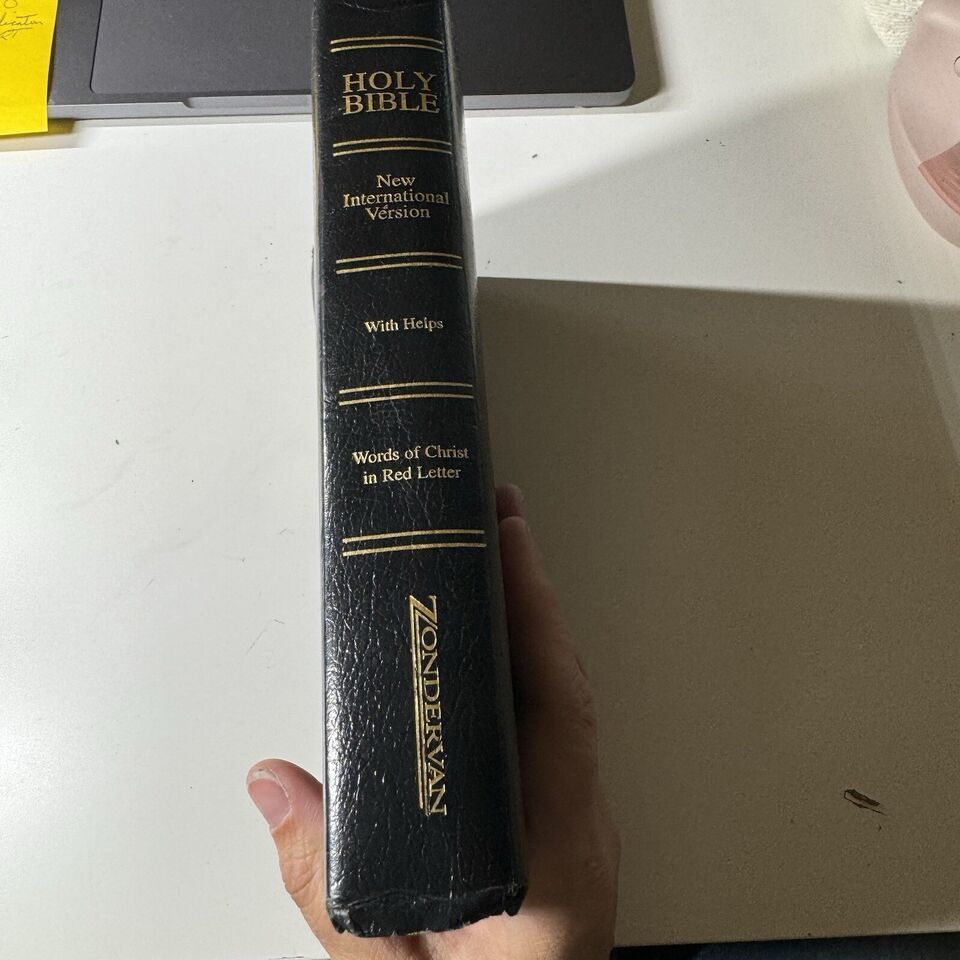 HOLY
BIBLE
New
International
Version
With Helps
Words of Christ
in Red Letter
ZONDERVAN